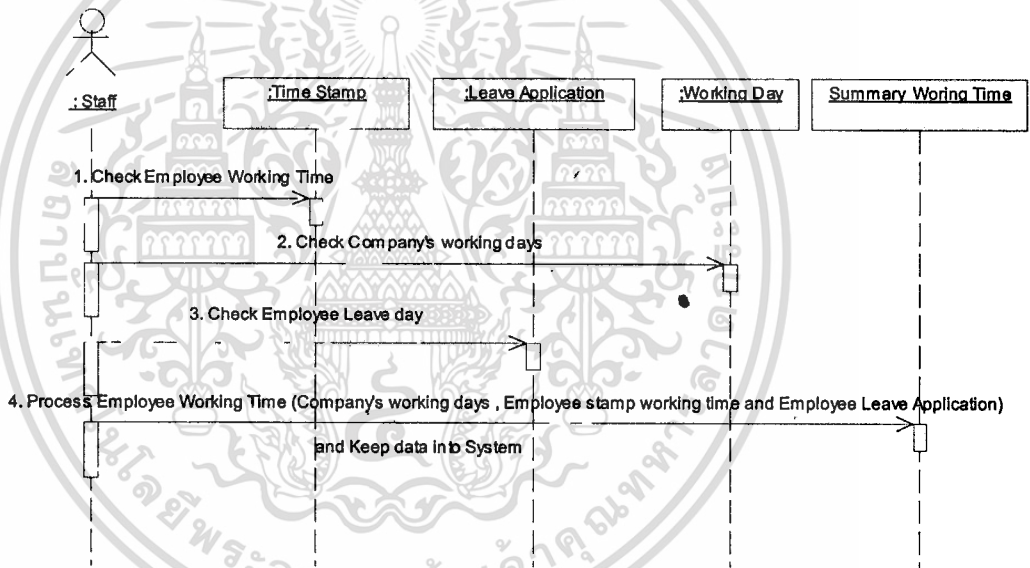 : Staff
:Time Stamp
:Leave Application
:Working Day
Summary Woring Time
1. Check Employee Working Time
2. Check Company's working days
3. Check Employee Leave day
4. Process Employee Working Time (Company's working days , Employee stamp working time and Employee Leave Application)
and Keep data into System